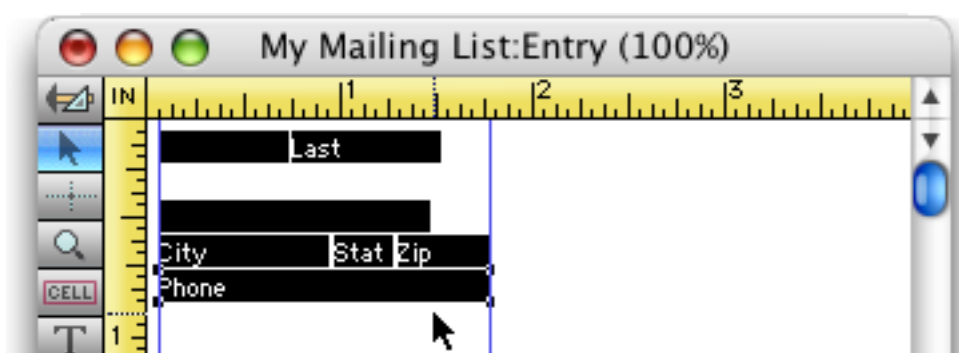 My Mailing List:Entry (100%)
IN 1 2 3
Last
City Stat Zip
CELL Phone
T 1